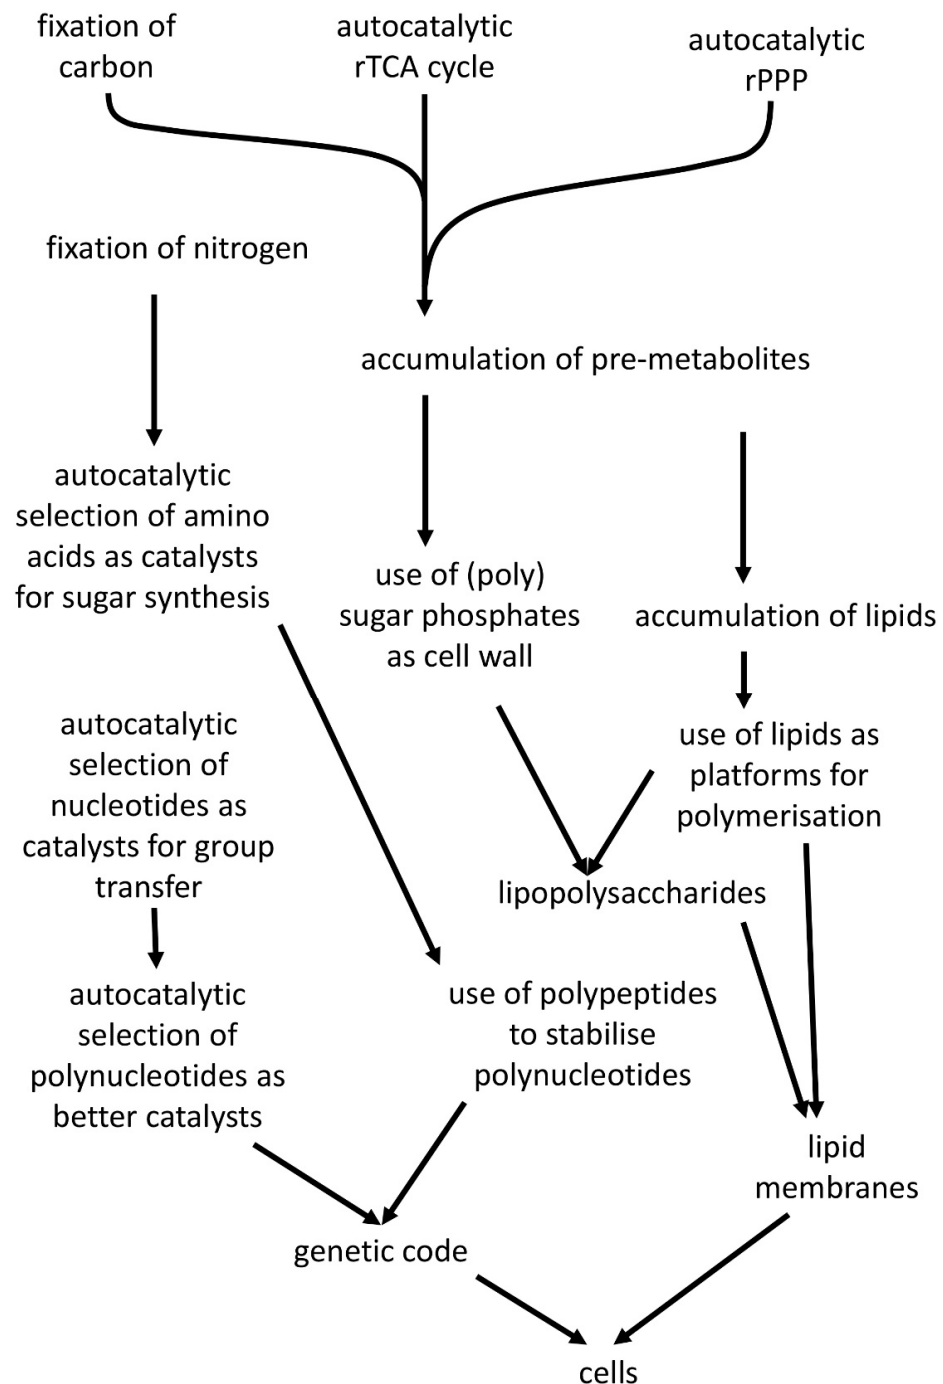 fixation of
carbon
autocatalytic
rTCA cycle
autocatalytic
rPPP
fixation of nitrogen
accumulation of pre-metabolites
autocatalytic
selection of amino
acids as catalysts
for sugar synthesis
use of (poly)
sugar phosphates
as cell wall
accumulation of lipids
autocatalytic
selection of
nucleotides as
catalysts for group
transfer
use of lipids as
platforms for
polymerisation
lipopolysaccharides
autocatalytic
selection of
polynucleotides as
better catalysts
use of polypeptides
to stabilise
polynucleotides
lipid
membranes
genetic code
cells